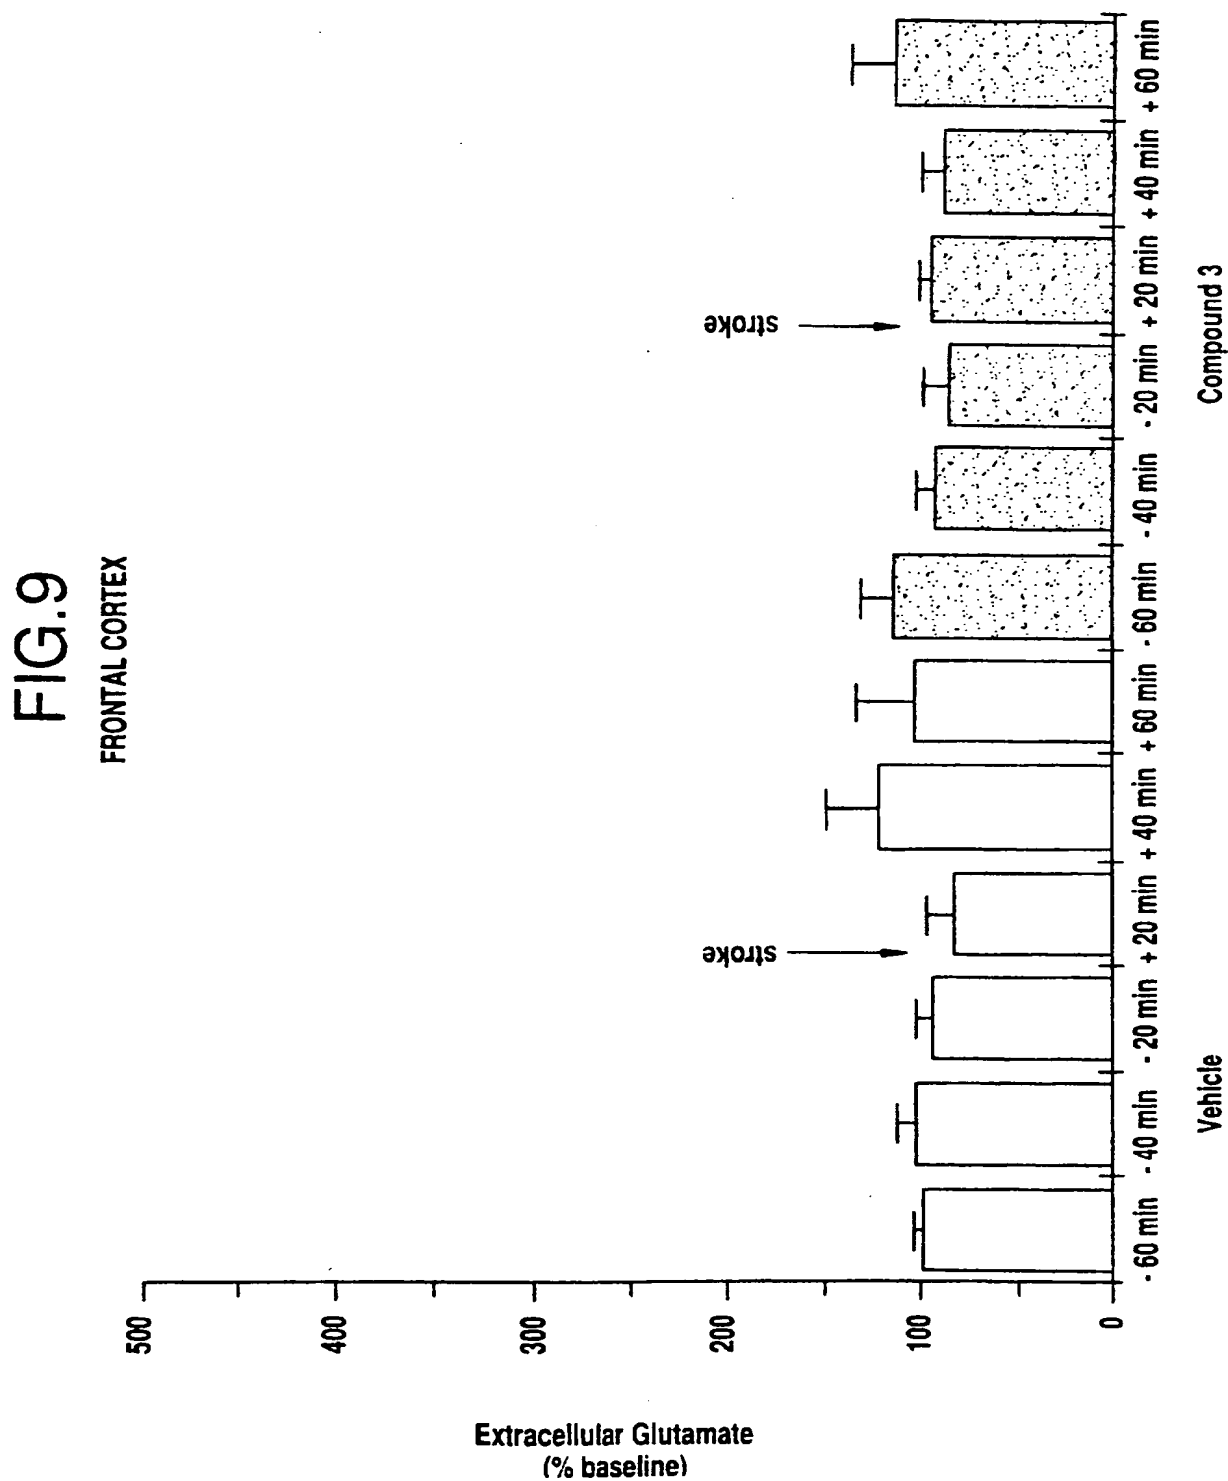 FIG.9
FRONTAL CORTEX
Extracellular Glutamate
(% baseline)
500
400
300
200
100
0
stroke
stroke
- 60 min
- 40 min
- 20 min
+ 20 min
+ 40 min
+ 60 min
- 60 min
- 40 min
- 20 min
+ 20 min
+ 40 min
+ 60 min
Vehicle
Compound 3